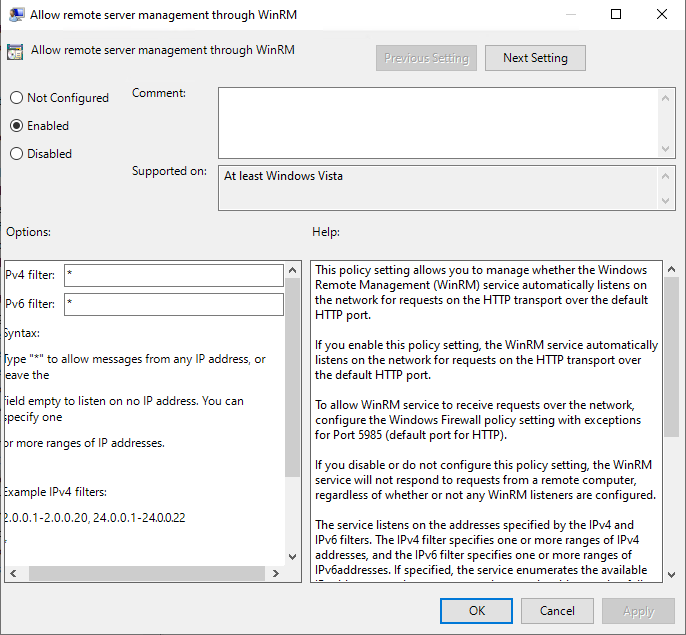 Allow remote server management through WinRM
Allow remote server management through WinRM
Previous Setting
Next Setting
Not Configured
Enabled
Disabled
Comment:
Supported on:
At least Windows Vista
Options:
Help:
Pv4 filter:
*
Pv6 filter:
*
Syntax:
Type "*" to allow messages from any IP address, or
leave the
field empty to listen on no IP address. You can
specify one
or more ranges of IP addresses.
Example IPv4 filters:
2.0.0.1-2.0.0.20, 24.0.0.1-24.0.0.22
*
This policy setting allows you to manage whether the Windows
Remote Management (WinRM) service automatically listens on
the network for requests on the HTTP transport over the default
HTTP port.
If you enable this policy setting, the WinRM service automatically
listens on the network for requests on the HTTP transport over
the default HTTP port.
To allow WinRM service to receive requests over the network,
configure the Windows Firewall policy setting with exceptions
for Port 5985 (default port for HTTP).
If you disable or do not configure this policy setting, the WinRM
service will not respond to requests from a remote computer,
regardless of whether or not any WinRM listeners are configured.
The service listens on the addresses specified by the IPv4 and
IPv6 filters. The IPv4 filter specifies one or more ranges of IPv4
addresses, and the IPv6 filter specifies one or more ranges of
IPv6addresses. If specified, the service enumerates the available
OK
Cancel
Apply